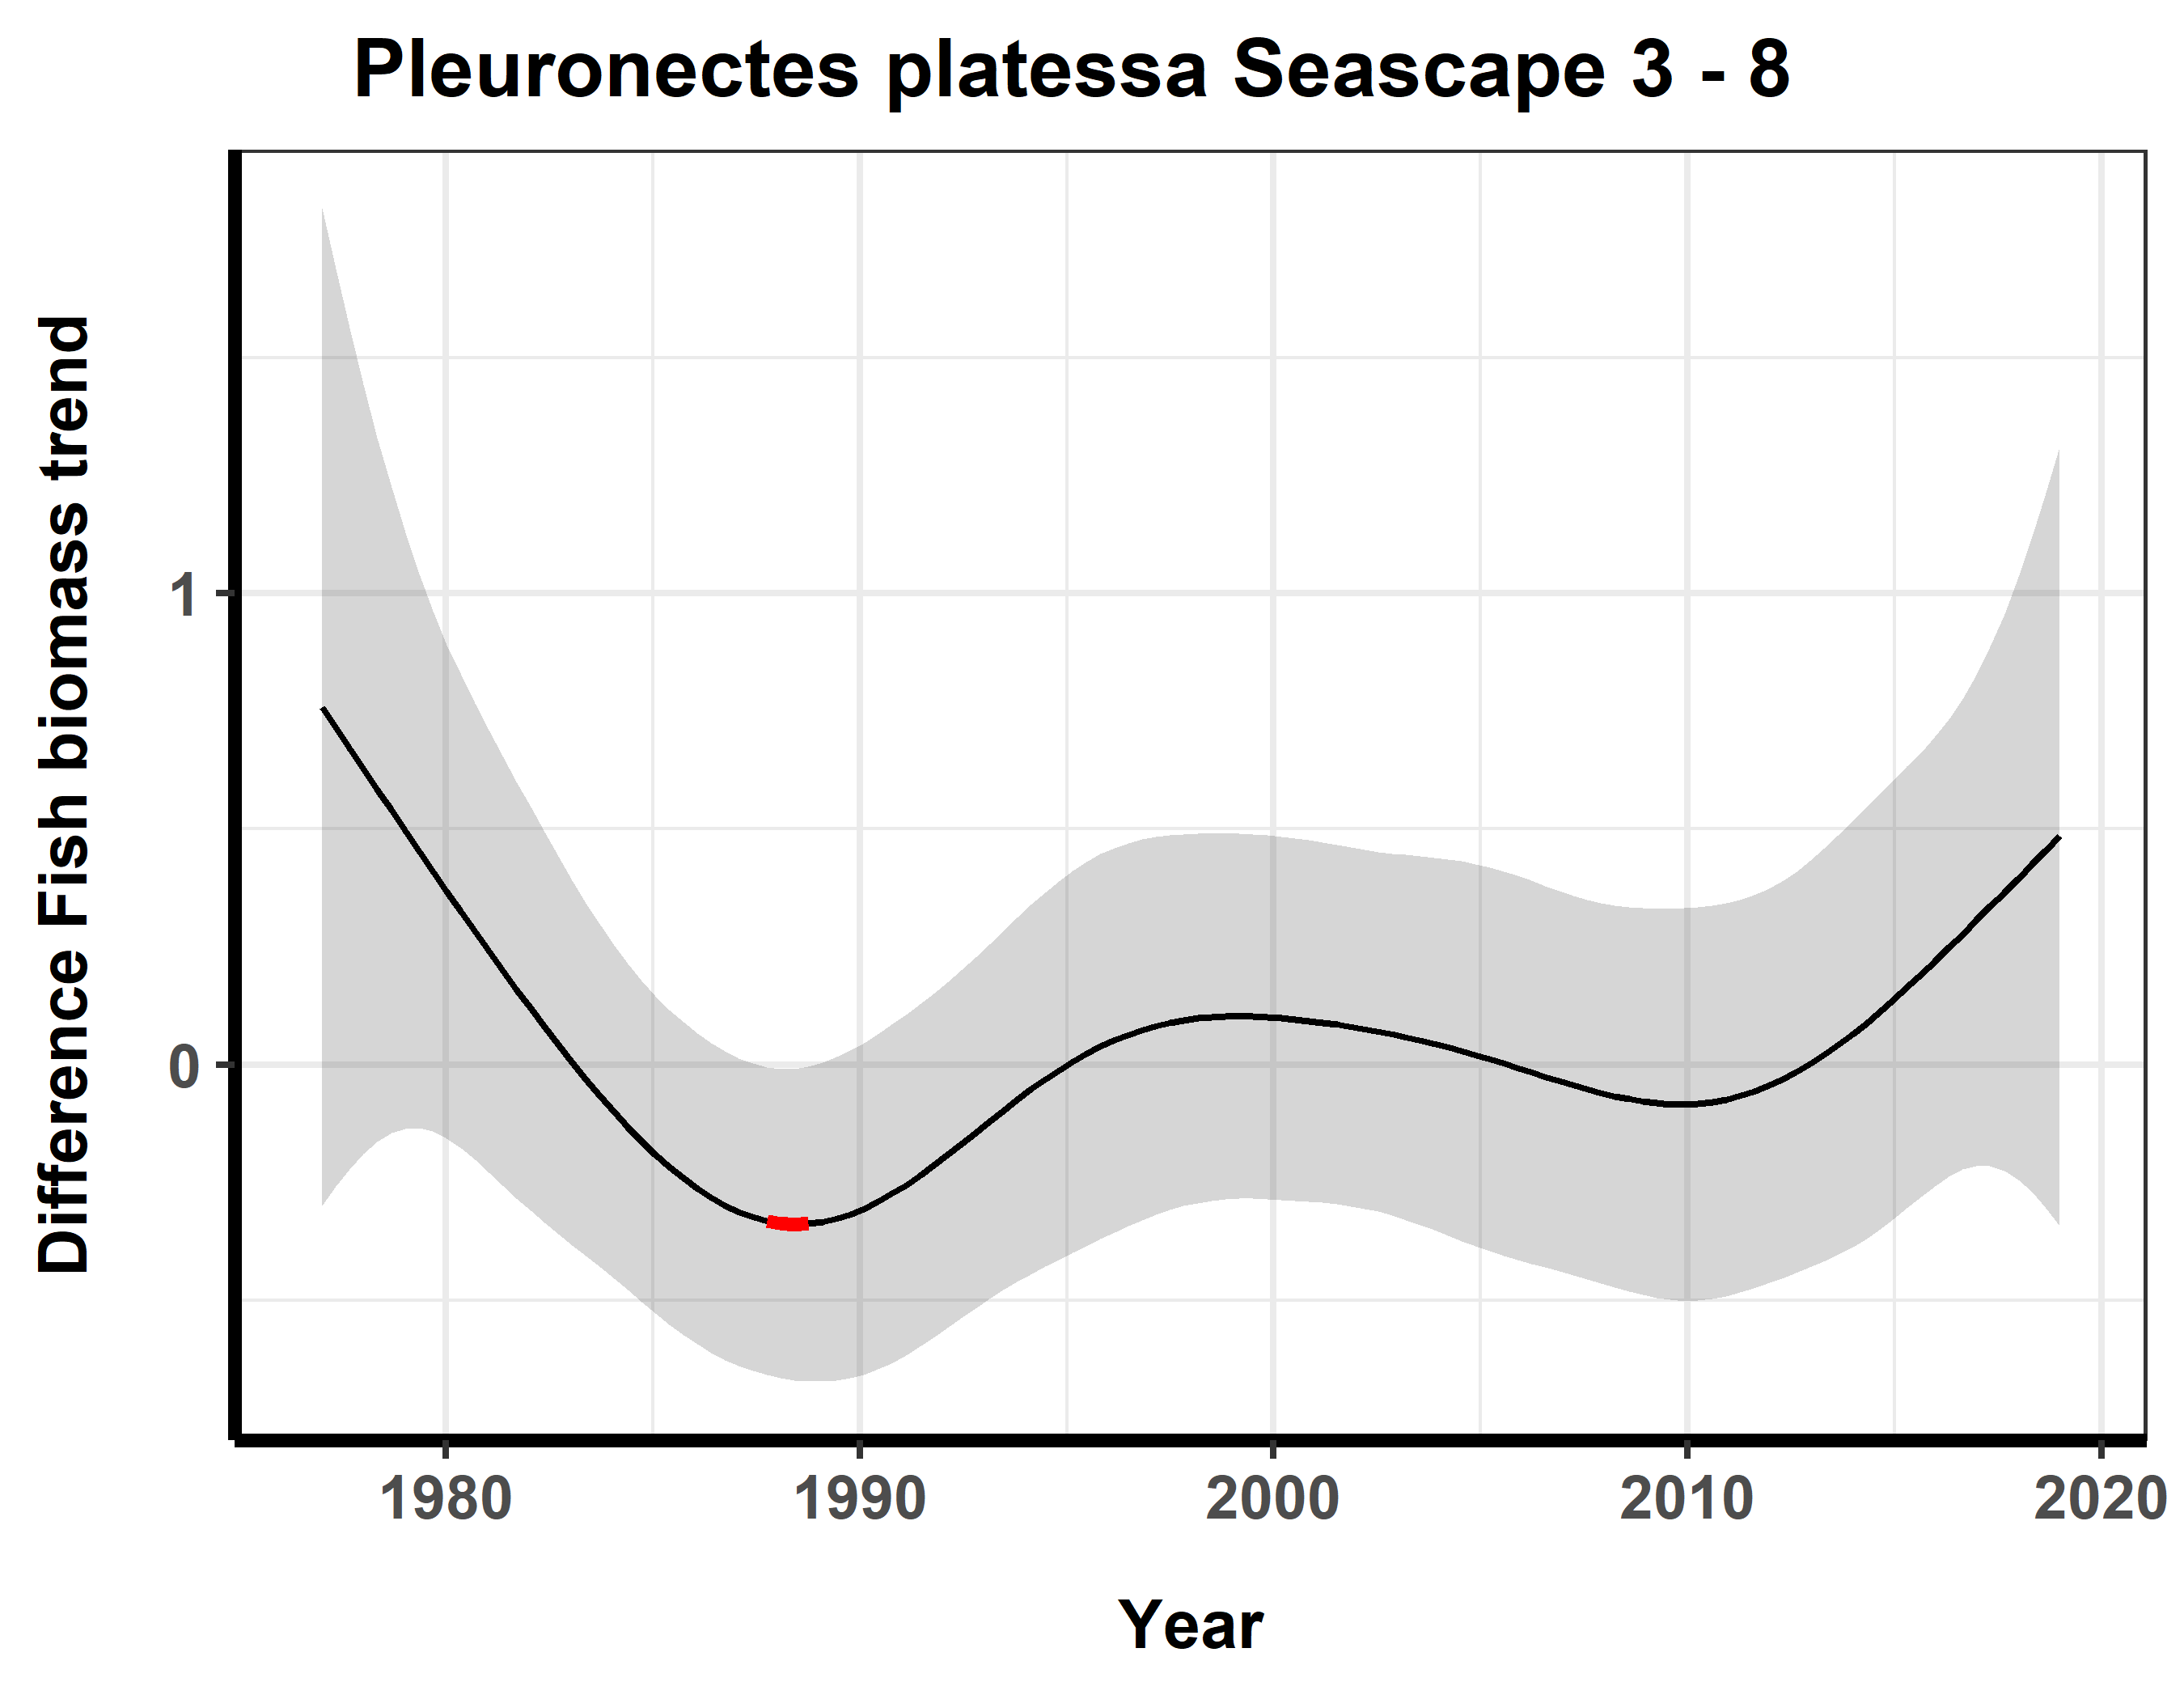 Pleuronectes platessa Seascape 3 - 8
Difference Fish biomass trend
1
0
1980
1990
2000
2010
2020
Year